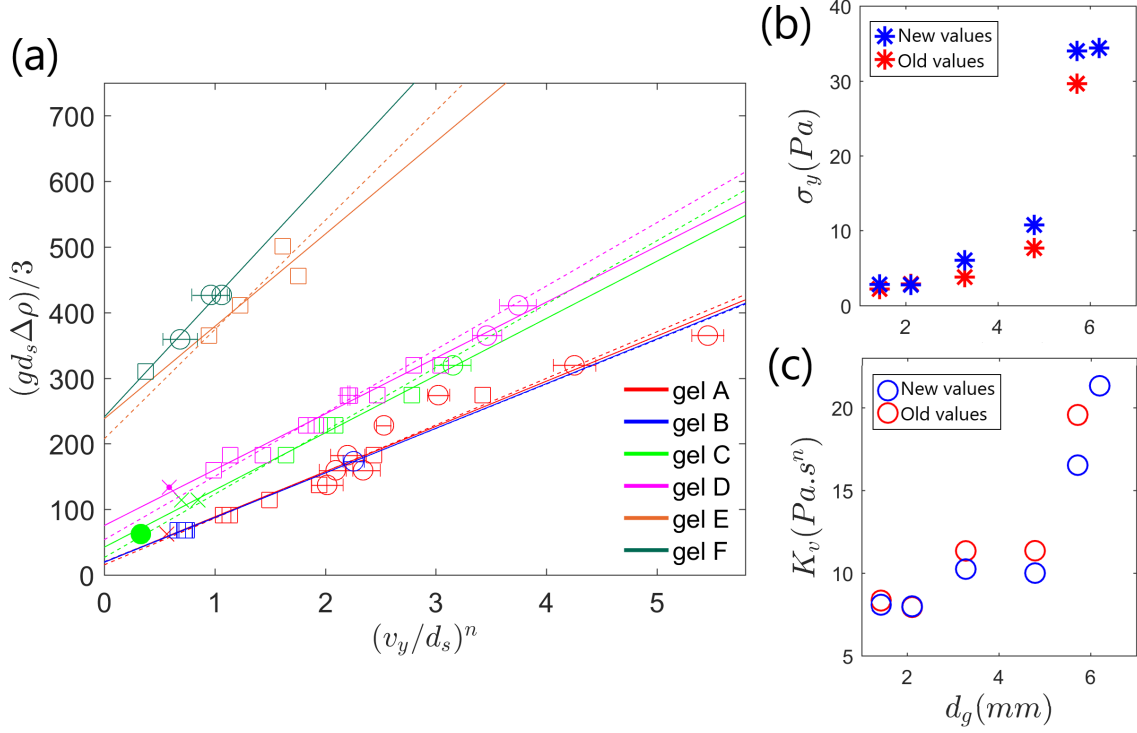 (a)
(gd_sΔρ)/3
700
600
500
400
300
200
100
0
0 1 2 3 4 5
(v_y/d_s)^n
gel A
gel B
gel C
gel D
gel E
gel F
(b)
σ_y(Pa)
40
30
20
10
0
2 4 6
New values
Old values
(c)
K_v(Pa.s^n)
20
15
10
5
2 4 6
d_g(mm)
New values
Old values